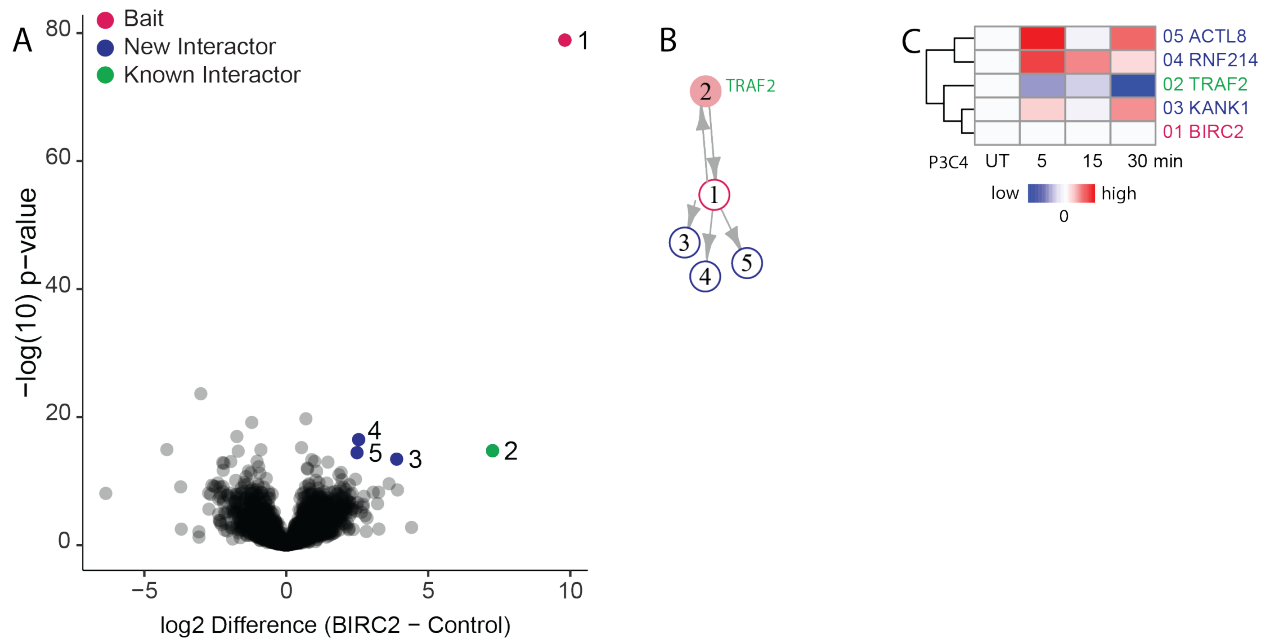 A
Bait
New Interactor
Known Interactor
80
60
40
20
0
−log(10) p−value
1
4
5
3
2
−5
0
5
10
log2 Difference (BIRC2 − Control)
B
2
TRAF2
1
3
4
5
C
05 ACTL8
04 RNF214
02 TRAF2
03 KANK1
01 BIRC2
P3C4 UT 5 15 30 min
low high
0